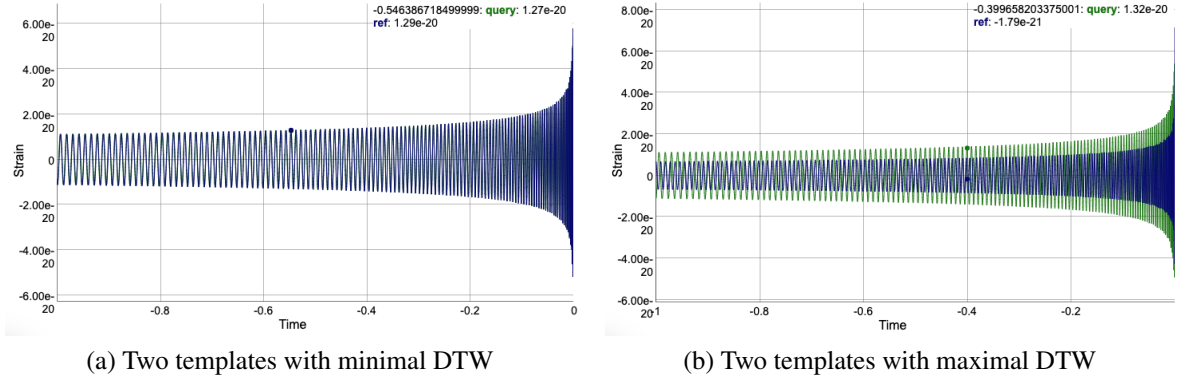 -0.546386718499999: query: 1.27e-20
ref: 1.29e-20
6.00e-
20
4.00e-
20
2.00e-
20
0
-2.00e-
20
-4.00e-
20
-6.00e-
20
Strain
-0.8
-0.6
-0.4
-0.2
0
Time
(a) Two templates with minimal DTW
-0.399658203375001: query: 1.32e-20
ref: -1.79e-21
8.00e-
20
6.00e-
20
4.00e-
20
2.00e-
20
0
-2.00e-
20
-4.00e-
20
-6.00e-
20
Strain
-1
-0.8
-0.6
-0.4
-0.2
Time
(b) Two templates with maximal DTW